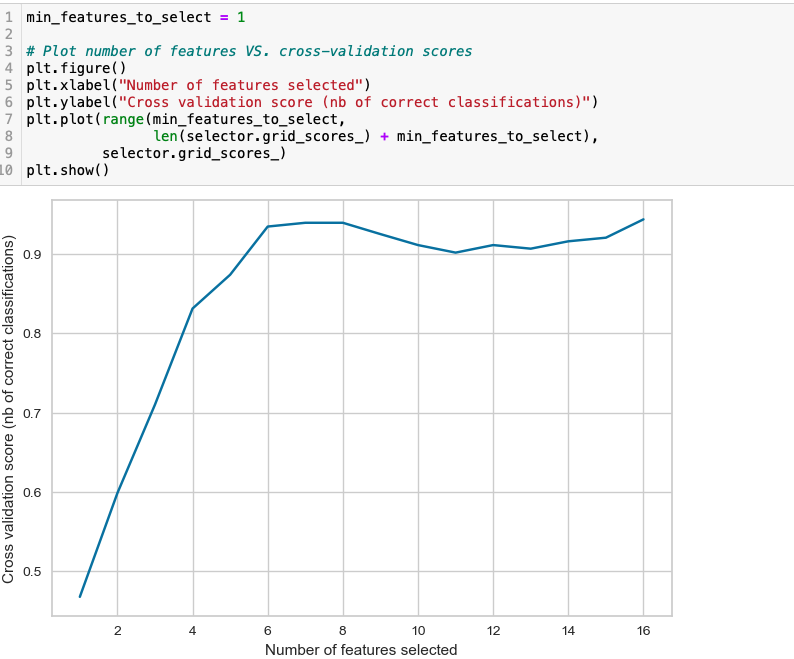 1 min_features_to_select = 1
2
3 # Plot number of features VS. cross-validation scores
4 plt.figure()
5 plt.xlabel("Number of features selected")
6 plt.ylabel("Cross validation score (nb of correct classifications)")
7 plt.plot(range(min_features_to_select,
8                len(selector.grid_scores_) + min_features_to_select),
9          selector.grid_scores_)
10 plt.show()
Cross validation score (nb of correct classifications)
0.9
0.8
0.7
0.6
0.5
2 4 6 8 10 12 14 16
Number of features selected